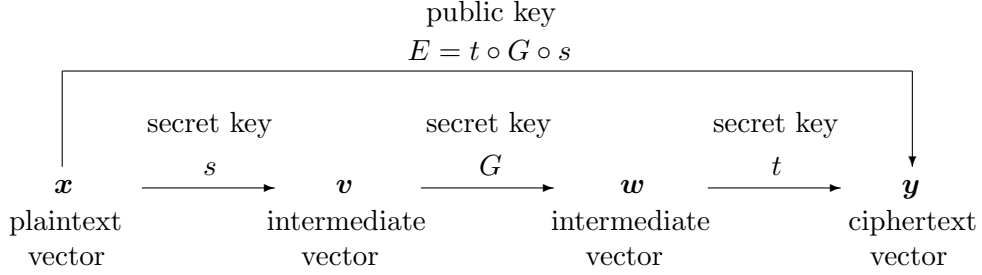 public key
E = t ∘ G ∘ s
secret key secret key secret key
s G t
x v w y
plaintext intermediate intermediate ciphertext
vector vector vector vector